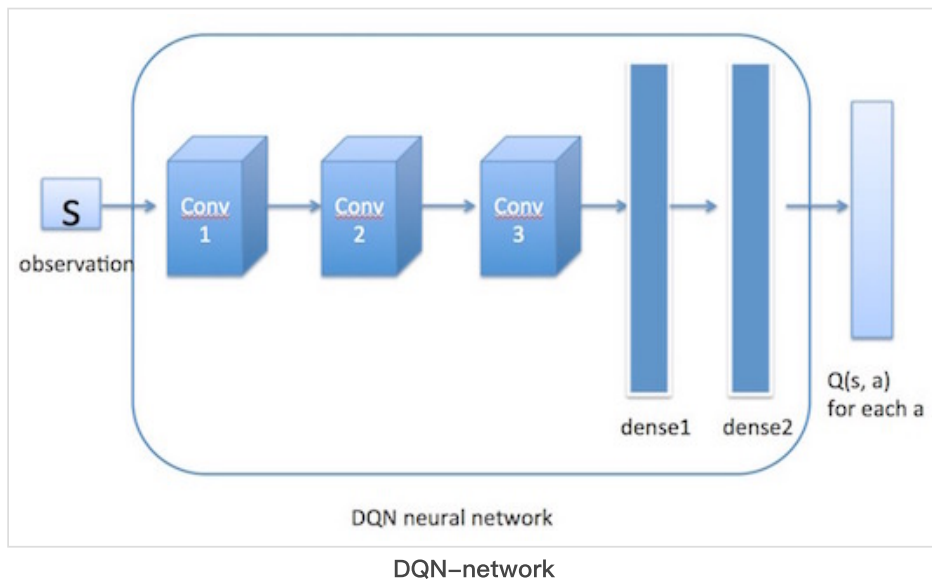 S
observation
Conv
1
Conv
2
Conv
3
dense1
dense2
Q(s, a)
for each a
DQN neural network
DQN-network